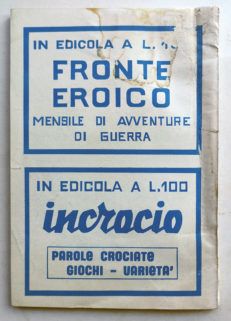 IN EDICOLA A L.
FRONTE
EROICO
MENSILE DI AVVENTURE
DI GUERRA
IN EDICOLA A L.100
incrocio
PAROLE CROCIATE
GIOCHI - VARIETA'